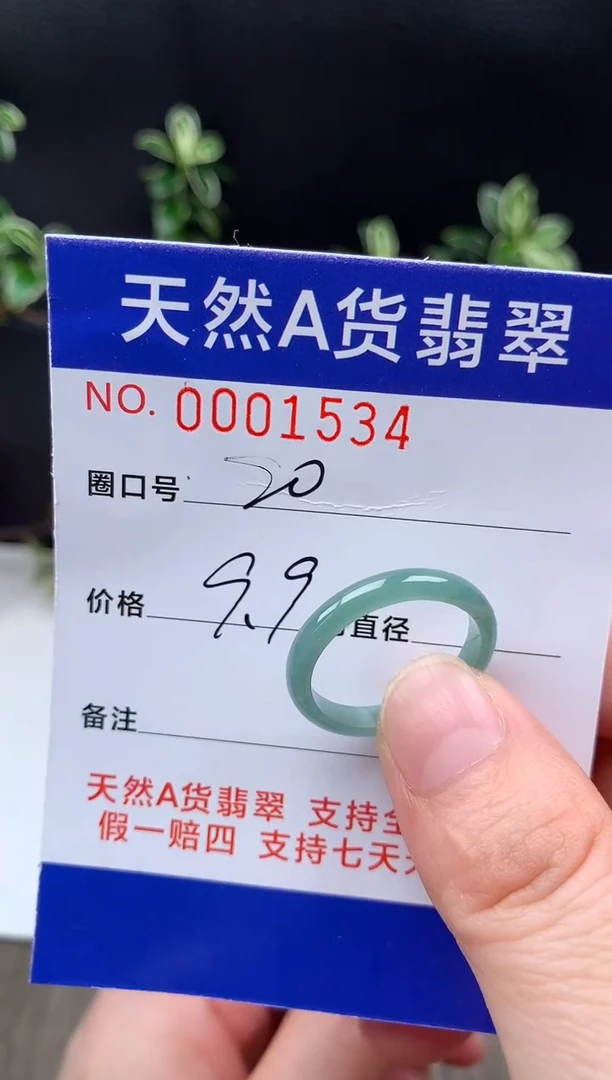 天然A货翡翠
NO. 0001534
圈口号 20
价格 9.9 直径
备注
天然A货翡翠 支持全
假一赔四 支持七天